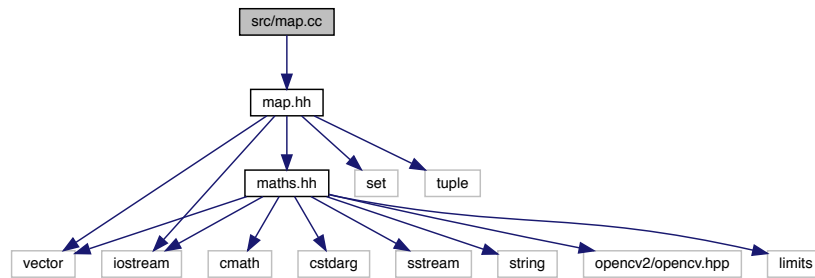 src/map.cc
map.hh
maths.hh
set
tuple
vector
iostream
cmath
cstdarg
sstream
string
opencv2/opencv.hpp
limits